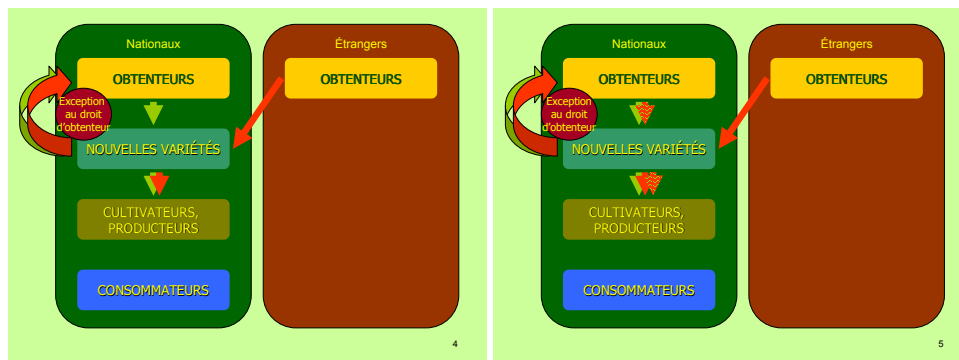 Nationaux
Étrangers
OBTENTEURS
OBTENTEURS
Exception
au droit
d'obtenteur
NOUVELLES VARIÉTÉS
CULTIVATEURS,
PRODUCTEURS
CONSOMMATEURS
4
Nationaux
Étrangers
OBTENTEURS
OBTENTEURS
Exception
au droit
d'obtenteur
NOUVELLES VARIÉTÉS
CULTIVATEURS,
PRODUCTEURS
CONSOMMATEURS
5